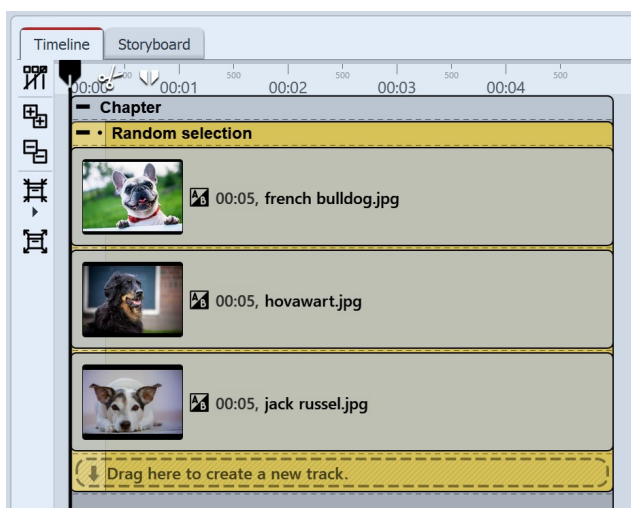 Timeline Storyboard
500 500 500 500 500
00:00 00:01 00:02 00:03 00:04
Chapter
Random selection
A B 00:05, french bulldog.jpg
A B 00:05, hovawart.jpg
A B 00:05, jack russel.jpg
Drag here to create a new track.